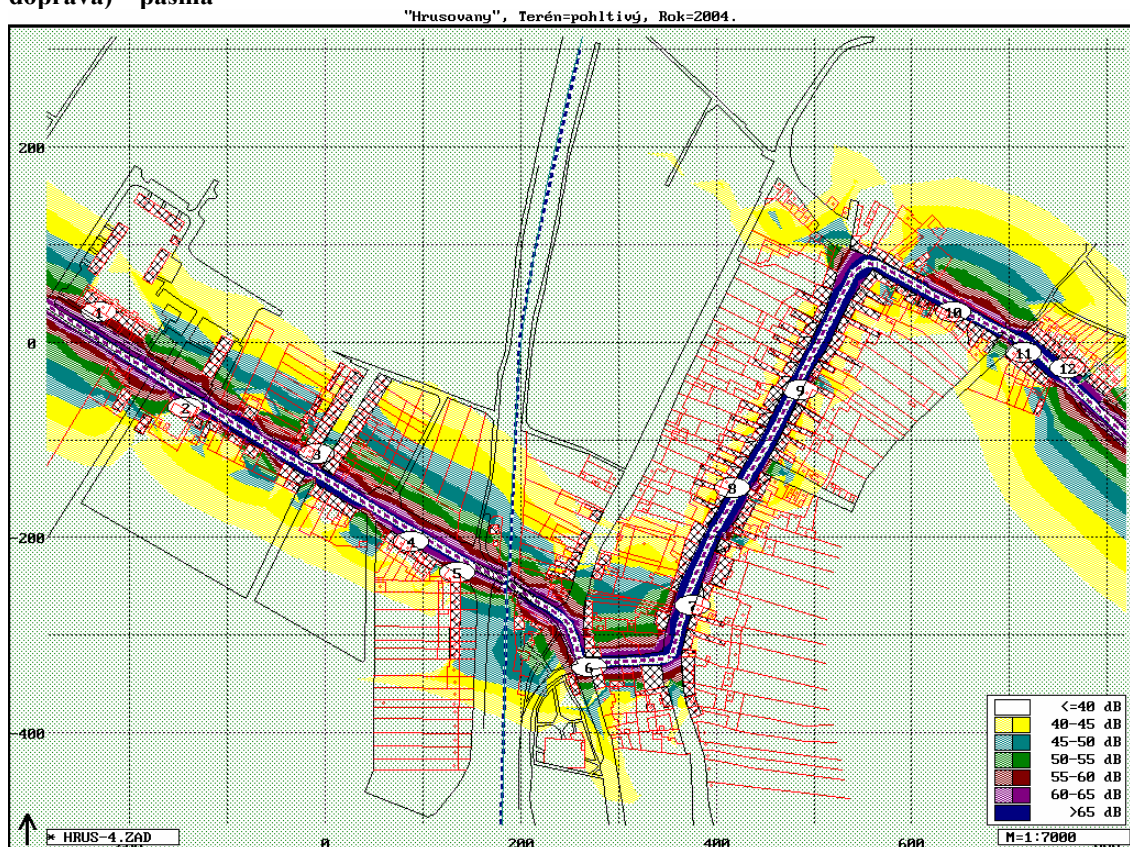 doprava) – pásma
"Hrusovany", Terén=pohltivý, Rok=2004.
200
0
-200
-400
1
2
3
4
5
6
7
8
9
10
11
12
<=40 dB
40-45 dB
45-50 dB
50-55 dB
55-60 dB
60-65 dB
>65 dB
* HRUS-4.ZAD
0
200
400
600
M=1:7000